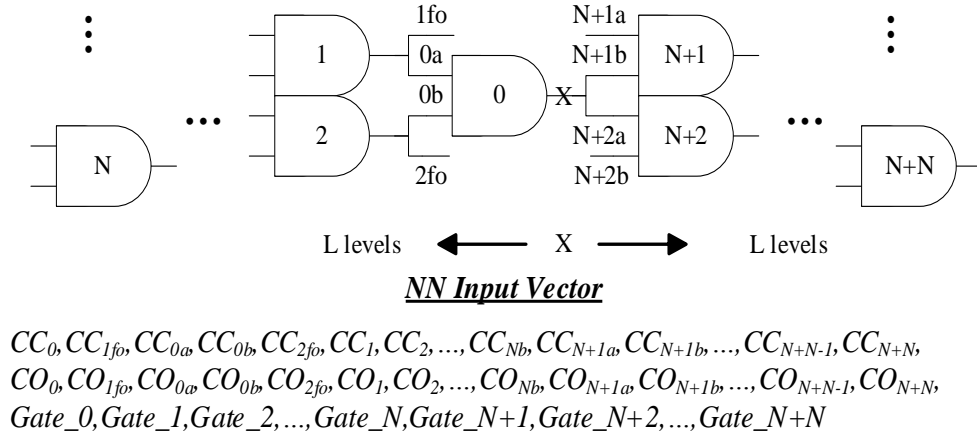 1fo N+1a
1 0a N+1b N+1
0b 0 X
2 N+2a N+2
N 2fo N+2b N+N
L levels X L levels
NN Input Vector
CC0,CC1fo,CC0a,CC0b,CC2fo,CC1,CC2,...,CCNb,CCN+1a,CCN+1b,...,CCN+N-1,CCN+N,
CO0,CO1fo,CO0a,CO0b,CO2fo,CO1,CO2,...,CONb,CON+1a,CON+1b,...,CON+N-1,CON+N,
Gate_0,Gate_1,Gate_2,...,Gate_N,Gate_N+1,Gate_N+2,...,Gate_N+N